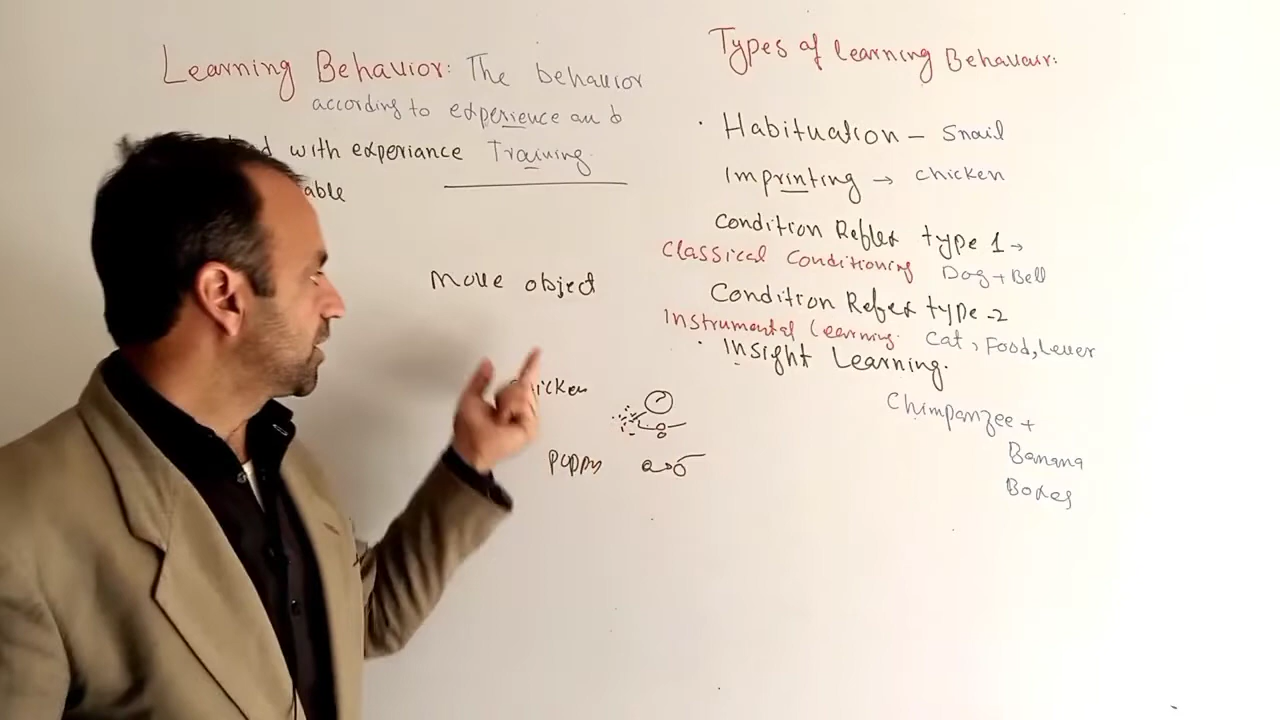 Learning Behavior: The behavior
according to experience and
with experiance Training.
able
Move object
chicken
Puppy
Types of learning Behaviour:
· Habituation – Snail
Imprinting → chicken
Condition Reflex type 1 →
Classical Conditioning Dog + Bell
Condition Reflex type -2
Instrumental Learning. Cat, Food, Lever
· Insight Learning.
Chimpanzee +
Banana
Boxes